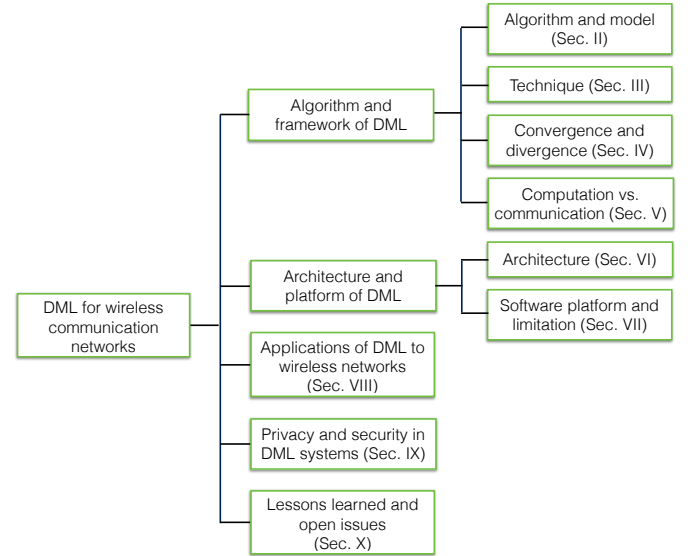 DML for wireless
communication
networks
Algorithm and
framework of DML
Algorithm and model
(Sec. II)
Technique (Sec. III)
Convergence and
divergence (Sec. IV)
Computation vs.
communication (Sec. V)
Architecture and
platform of DML
Architecture (Sec. VI)
Software platform and
limitation (Sec. VII)
Applications of DML to
wireless networks
(Sec. VIII)
Privacy and security in
DML systems (Sec. IX)
Lessons learned and
open issues
(Sec. X)